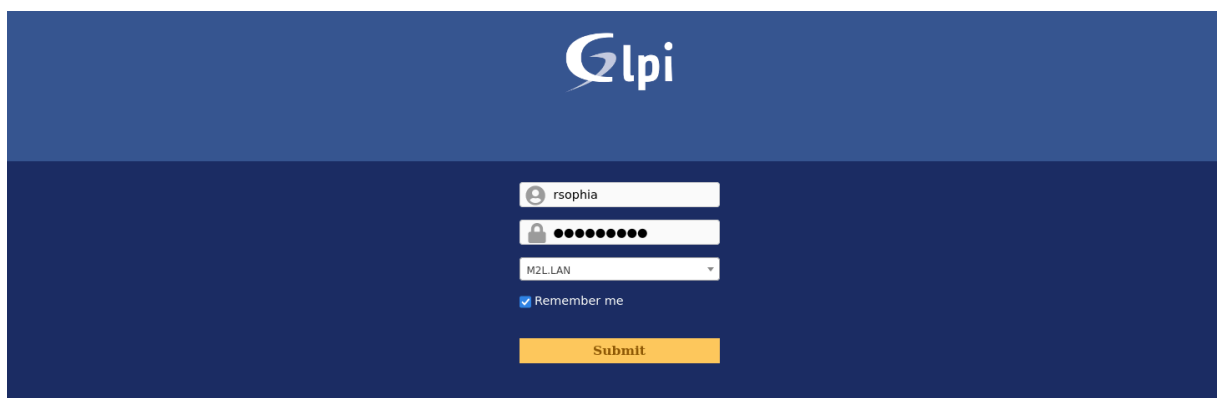 Glpi
rsophia
●●●●●●●●●
M2L.LAN
Remember me
Submit